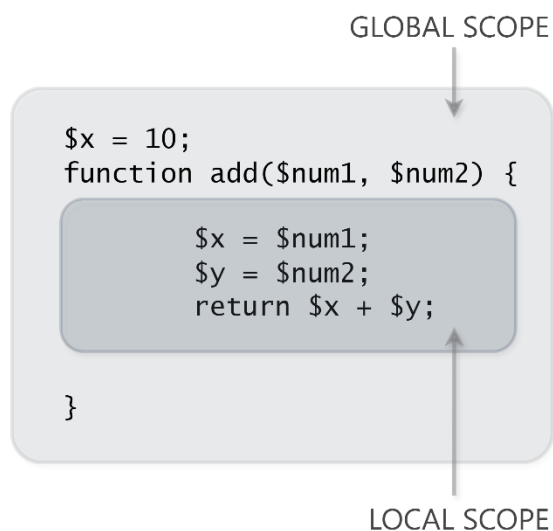 GLOBAL SCOPE
$x = 10;
function add($num1, $num2) {
$x = $num1;
$y = $num2;
return $x + $y;
}
LOCAL SCOPE